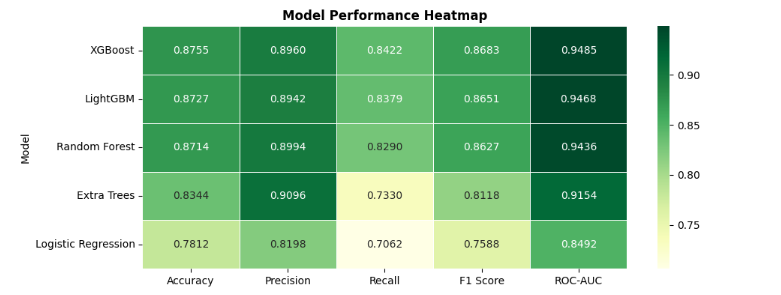 Model Performance Heatmap
Model
XGBoost 0.8755 0.8960 0.8422 0.8683 0.9485
LightGBM 0.8727 0.8942 0.8379 0.8651 0.9468
Random Forest 0.8714 0.8994 0.8290 0.8627 0.9436
Extra Trees 0.8344 0.9096 0.7330 0.8118 0.9154
Logistic Regression 0.7812 0.8198 0.7062 0.7588 0.8492
Accuracy Precision Recall F1 Score ROC-AUC
0.90
0.85
0.80
0.75